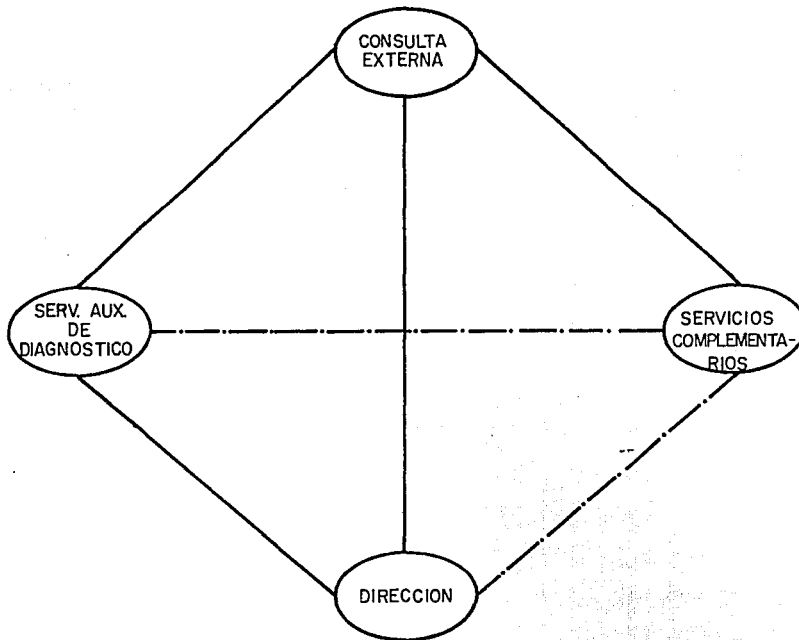 CONSULTA
EXTERNA
SERV. AUX.
DE
DIAGNOSTICO
SERVICIOS
COMPLEMENTA-
RIOS
DIRECCION